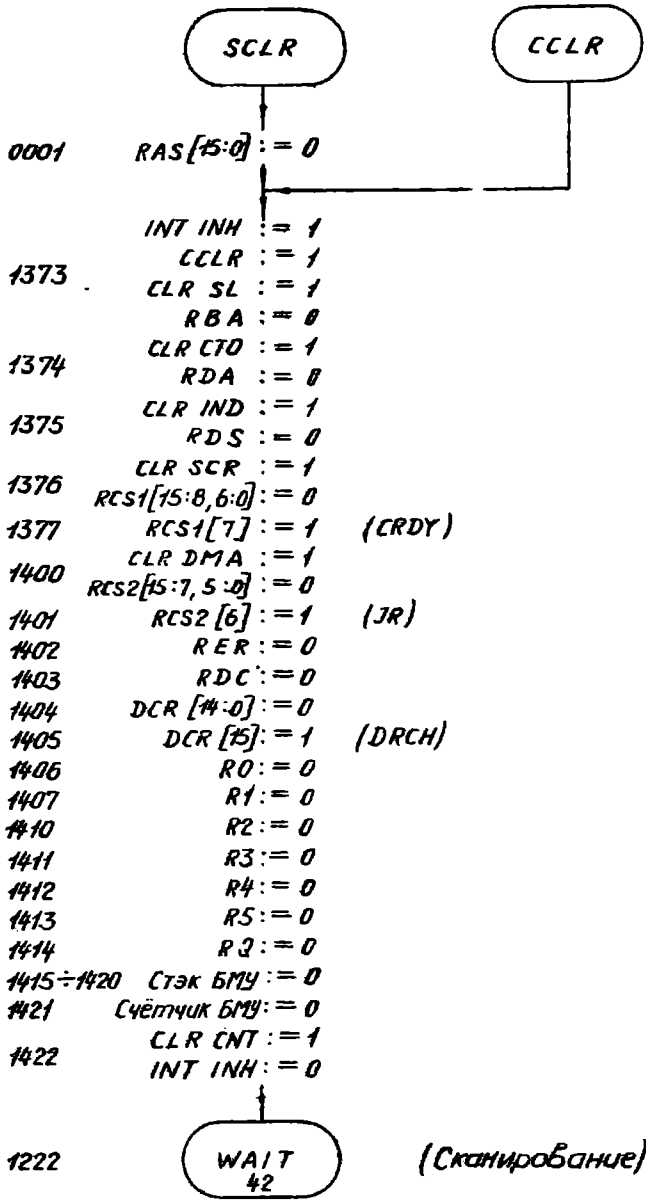 SCLR
CCLR
0001 RAS[15:0] := 0
INT INH := 1
1373 CCLR := 1
CLR SL := 1
RBA := 0
1374 CLR CTO := 1
RDA := 0
1375 CLR IND := 1
RDS := 0
1376 CLR SCR := 1
RCS1[15:8,6:0] := 0
1377 RCS1[7] := 1 (CRDY)
1400 CLR DMA := 1
RCS2[15:7, 5:0] := 0
1401 RCS2[6] := 1 (JR)
1402 RER := 0
1403 RDC := 0
1404 DCR [14:0] := 0
1405 DCR [15] := 1 (DRCH)
1406 R0 := 0
1407 R1 := 0
1410 R2 := 0
1411 R3 := 0
1412 R4 := 0
1413 R5 := 0
1414 RQ := 0
1415÷1420 Стэк БМУ := 0
1421 Счётчик БМУ := 0
1422 CLR CNT := 1
INT INH := 0
1222 WAIT (Сканирование)
42